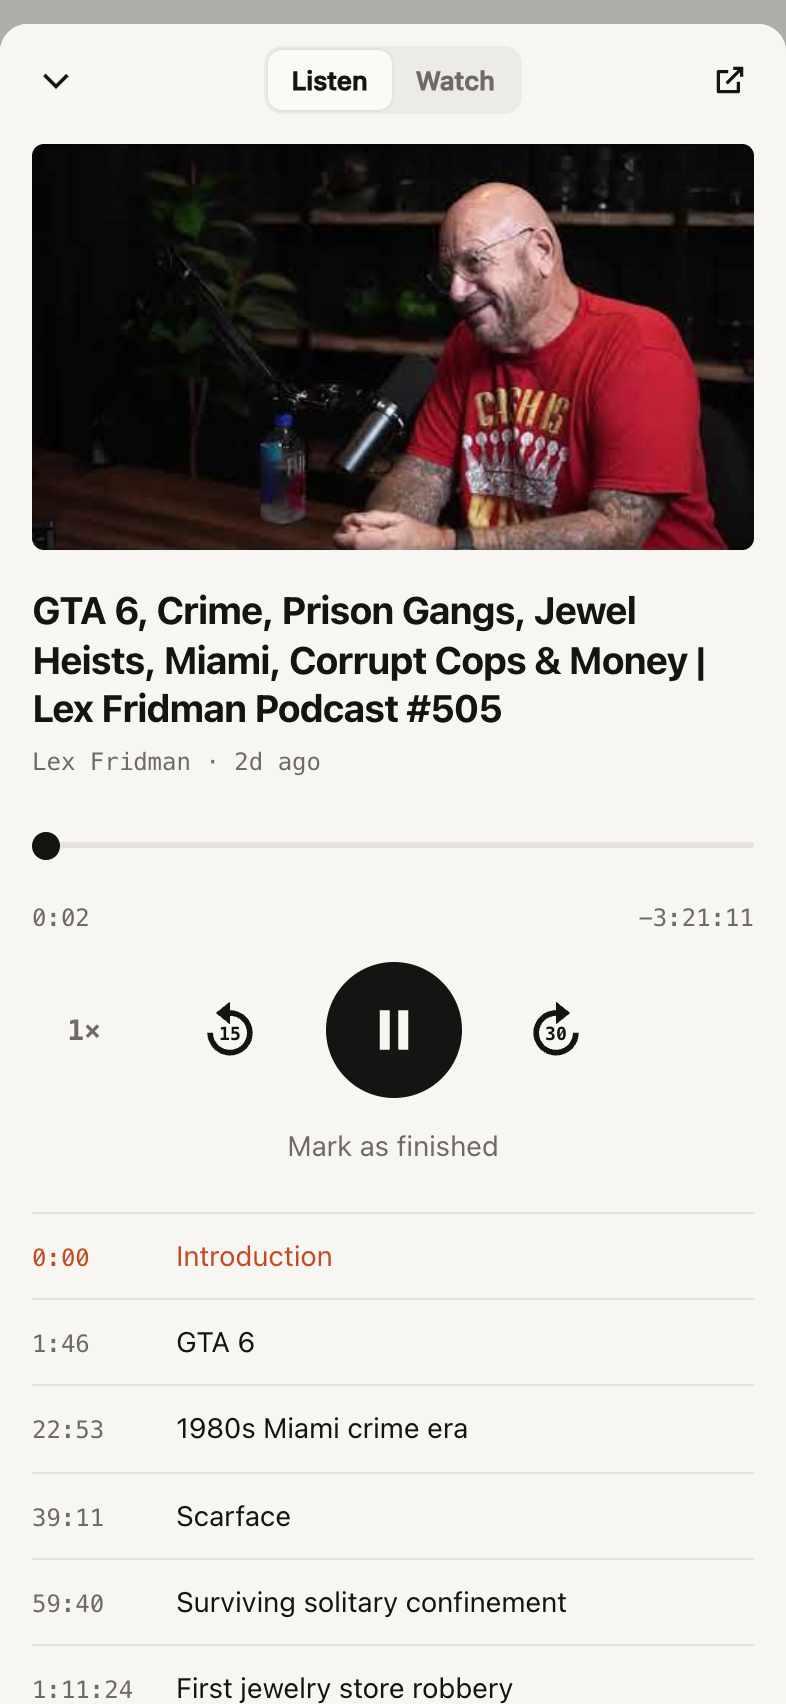 Listen
Watch
CASH IS
GTA 6, Crime, Prison Gangs, Jewel
Heists, Miami, Corrupt Cops & Money |
Lex Fridman Podcast #505
Lex Fridman · 2d ago
0:02
−3:21:11
1×
15
30
Mark as finished
0:00 Introduction
1:46 GTA 6
22:53 1980s Miami crime era
39:11 Scarface
59:40 Surviving solitary confinement
1:11:24 First jewelry store robbery